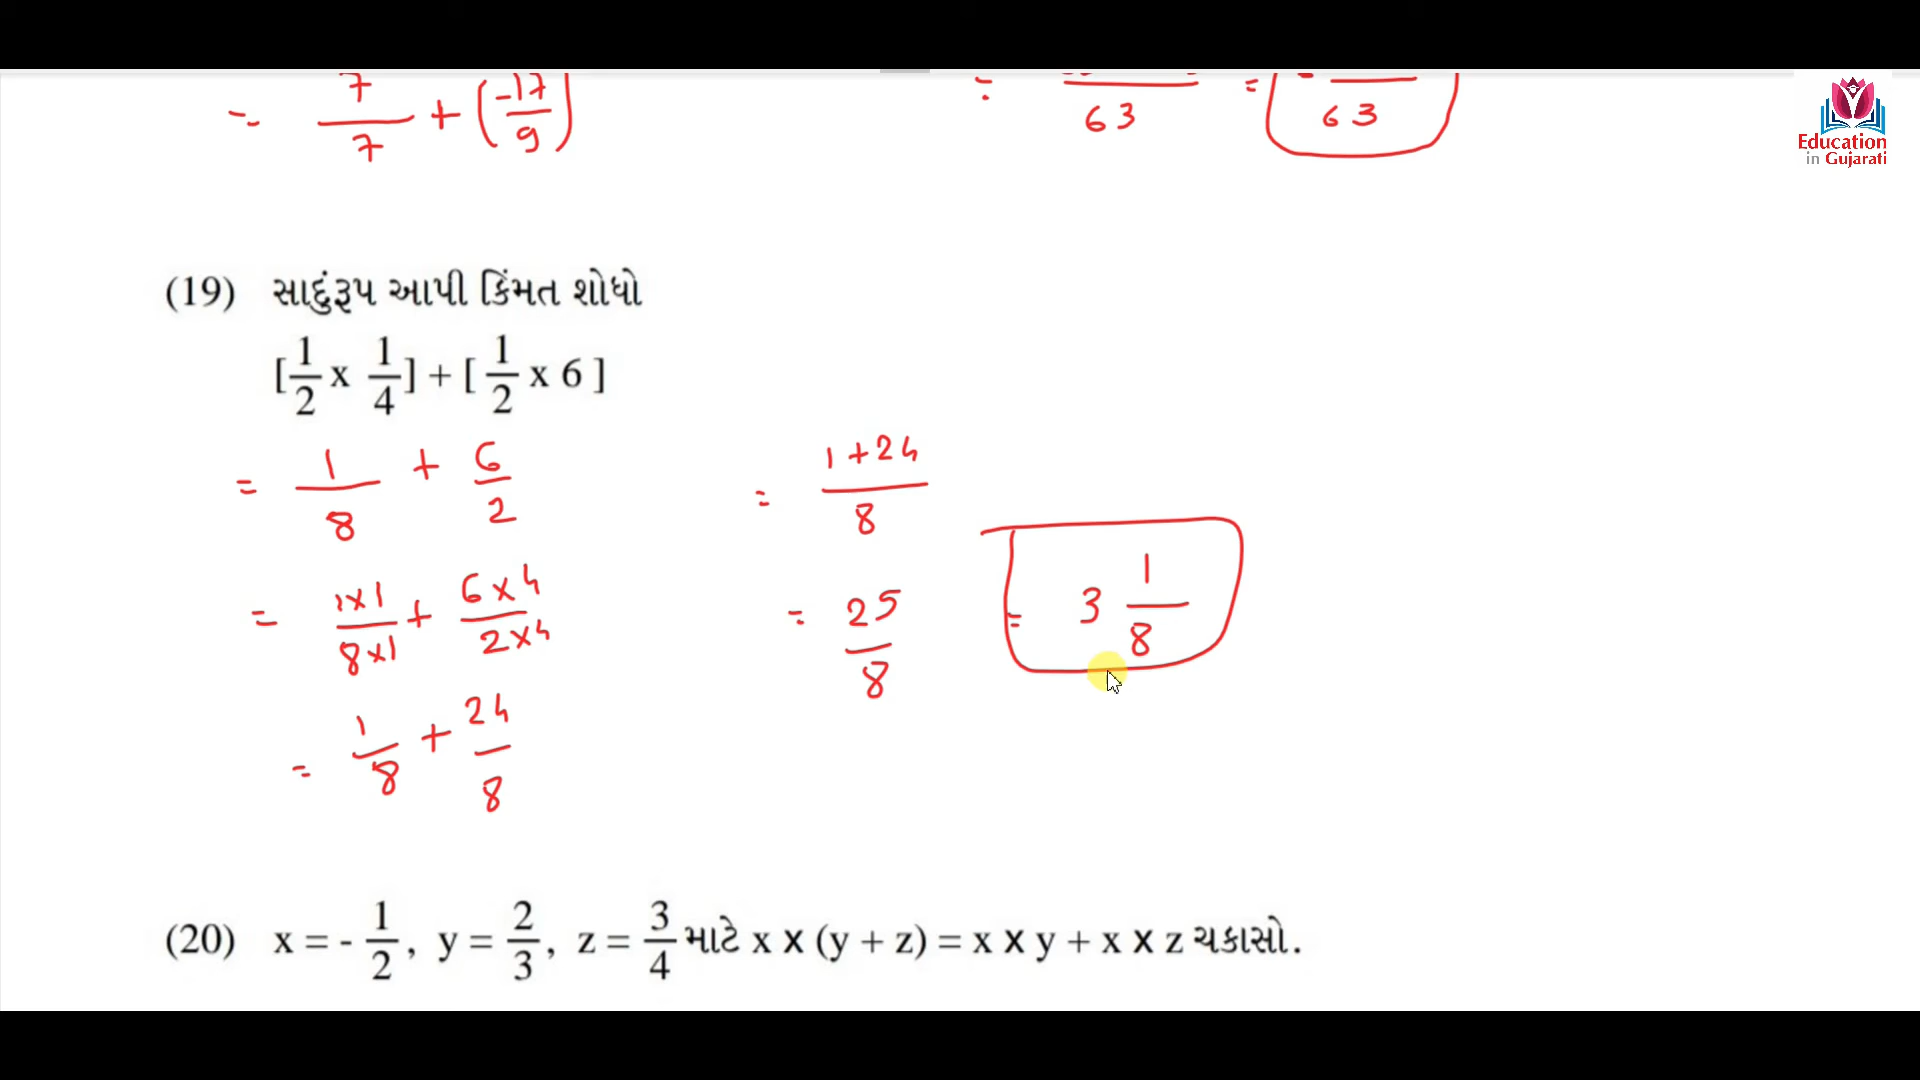 = 7/7 + (-17/9)
= 63 = 63
Education
in Gujarati
(19) સાદુંરૂપ આપી કિંમત શોધો
[1/2 x 1/4] + [1/2 x 6]
= 1/8 + 6/2
= 1x1/8x1 + 6x4/2x4
= 1/8 + 24/8
= 1+24/8
= 25/8
= 3 1/8
(20) x = - 1/2, y = 2/3, z = 3/4 માટે x x (y + z) = x x y + x x z ચકાસો.